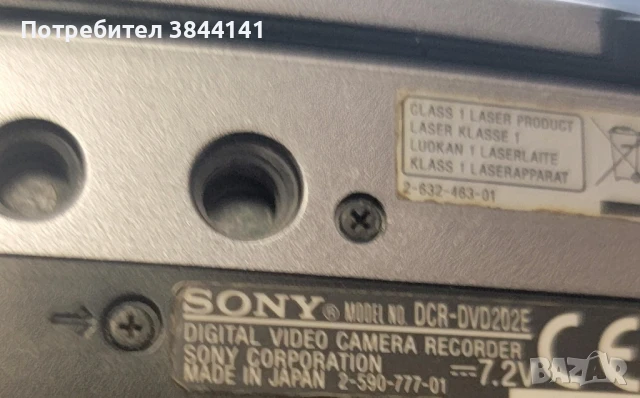 Потребител 3844141
CLASS 1 LASER PRODUCT
LASER KLASSE 1
LUOKAN 1 LASERLAITE
KLASS 1 LASERAPPARAT
2-632-463-01
SONY® MODEL NO. DCR-DVD202E
DIGITAL VIDEO CAMERA RECORDER
SONY CORPORATION ⎓7.2V
MADE IN JAPAN 2-590-777-01
CE
BAZAR